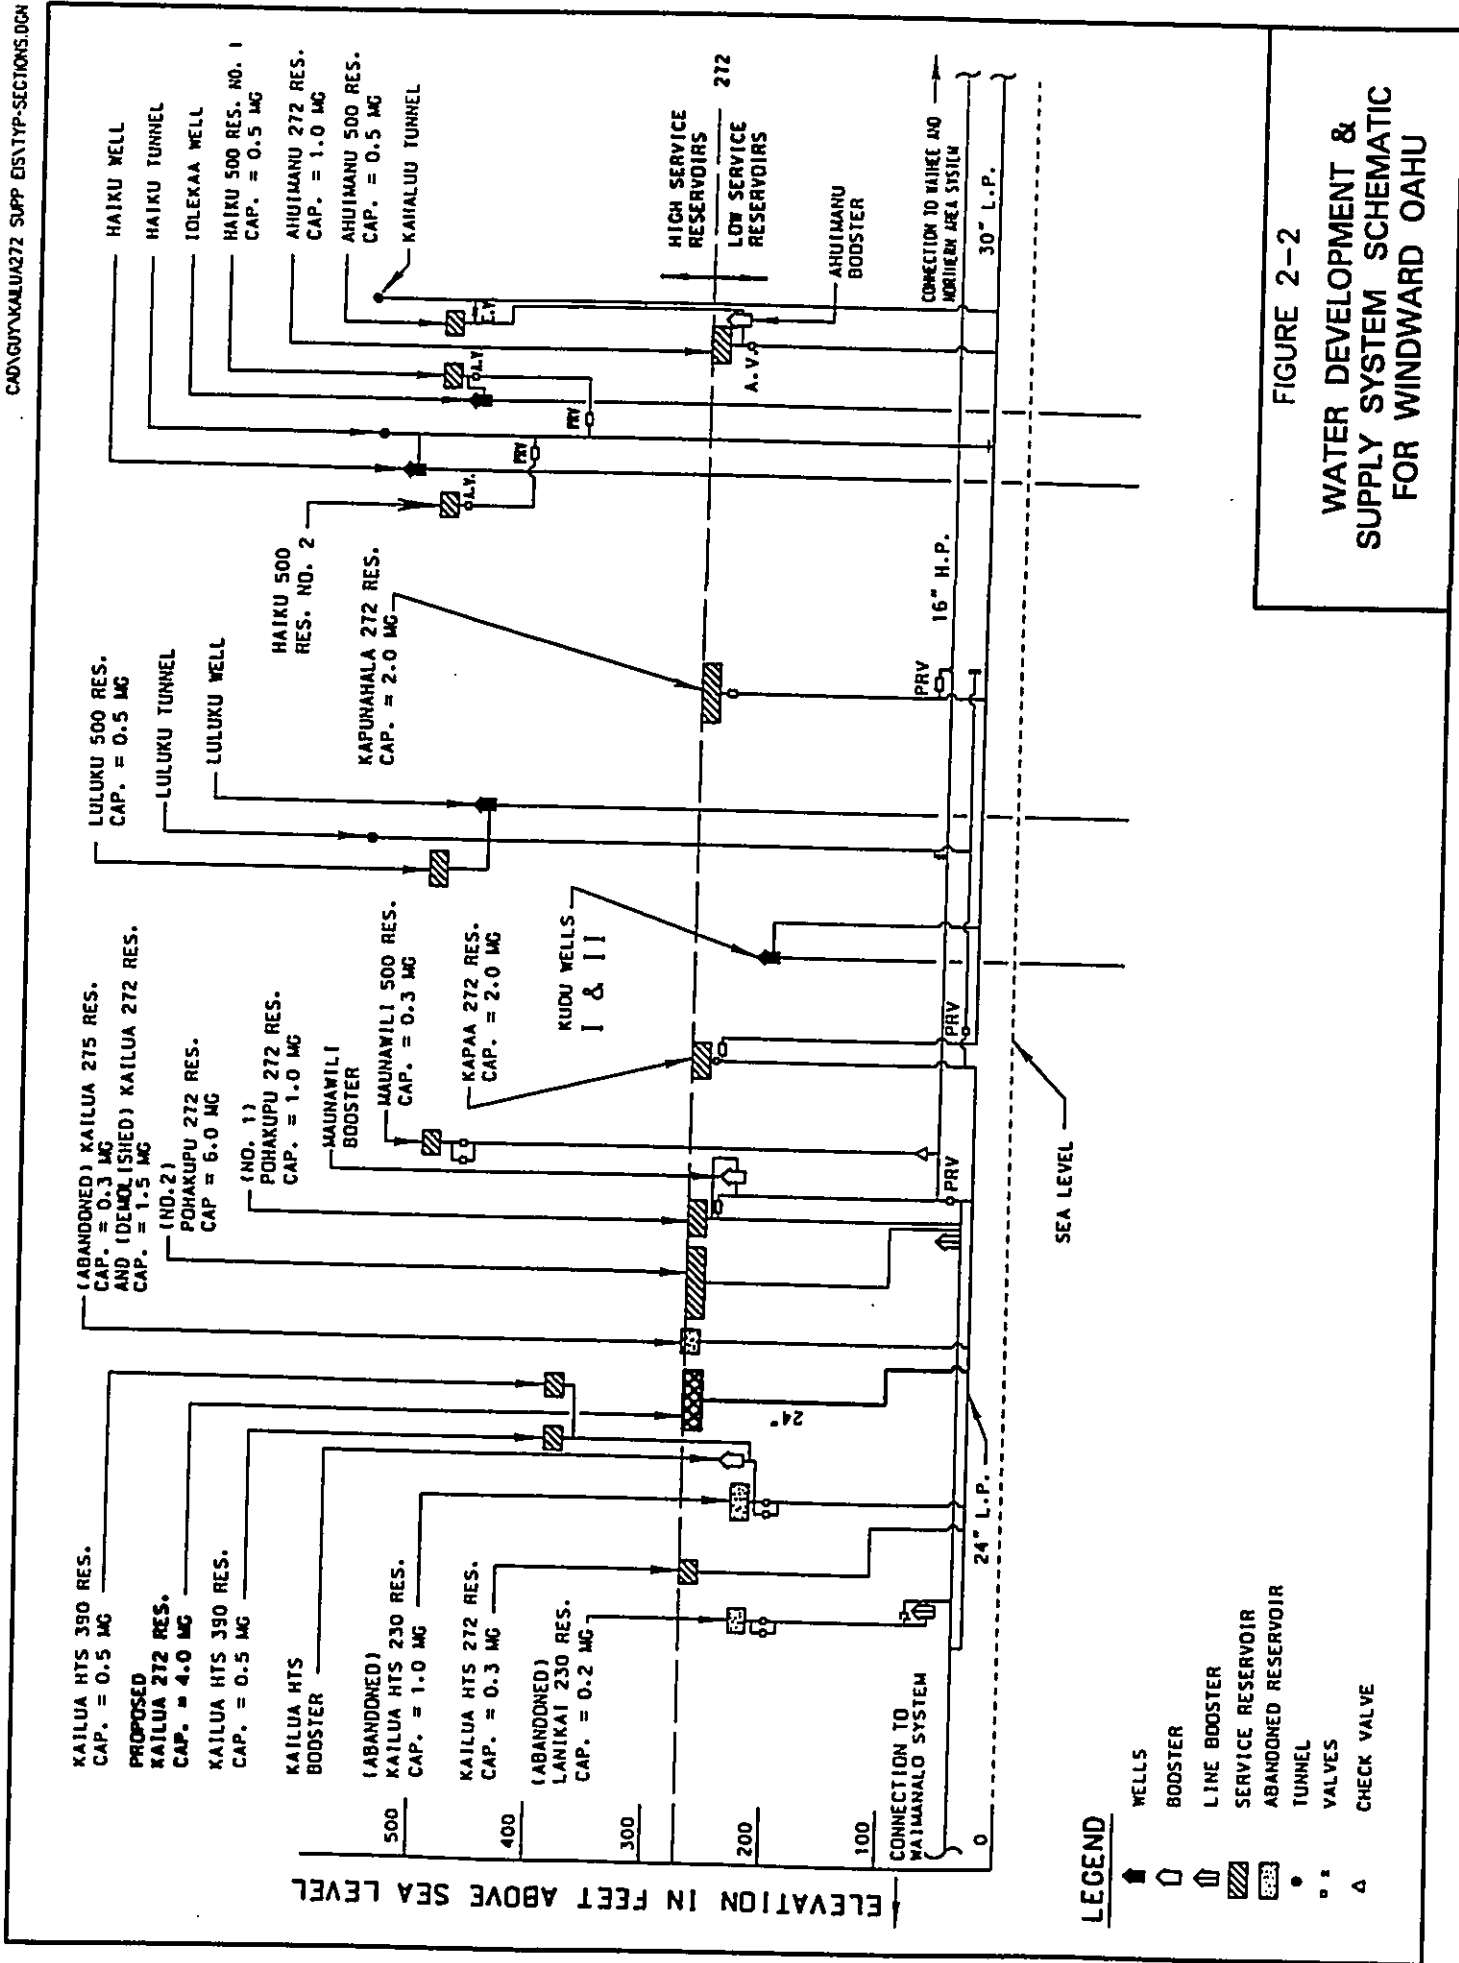 CAD\GUY\KAILUA272 SUPP EIS\TYP-SECTIONS.DGN
KAILUA HTS 390 RES.
CAP. = 0.5 MG
PROPOSED
KAILUA 272 RES.
CAP. = 4.0 MG
KAILUA HTS 390 RES.
CAP. = 0.5 MG
KAILUA HTS
BOOSTER
(ABANDONED)
KAILUA HTS 230 RES.
CAP. = 1.0 MG
KAILUA HTS 272 RES.
CAP. = 0.3 MG
(ABANDONED)
LANIKAI 230 RES.
CAP. = 0.2 MG
(ABANDONED) KAILUA 275 RES.
CAP. = 0.3 MG
AND (DEMOLISHED) KAILUA 272 RES.
CAP. = 1.5 MG
(NO.2)
POHAKUPU 272 RES.
CAP = 6.0 MG
(NO. 1)
POHAKUPU 272 RES.
CAP. = 1.0 MG
MAUNAWILI
BOOSTER
MAUNAWILI 500 RES.
CAP. = 0.3 MG
KAPAA 272 RES.
CAP. = 2.0 MG
KUOU WELLS
I & II
LULUKU 500 RES.
CAP. = 0.5 MG
LULUKU TUNNEL
LULUKU WELL
HAIKU 500
RES. NO. 2
KAPUNAHALA 272 RES.
CAP. = 2.0 MG
HAIKU WELL
HAIKU TUNNEL
IOLEKAA WELL
HAIKU 500 RES. NO. 1
CAP. = 0.5 MG
AHUIMANU 272 RES.
CAP. = 1.0 MG
AHUIMANU 500 RES.
CAP. = 0.5 MG
KAHALUU TUNNEL
HIGH SERVICE
RESERVOIRS
272
LOW SERVICE
RESERVOIRS
AHUIMANU
BOOSTER
CONNECTION TO WAIHEE AND
NORTHERN AREA SYSTEM
30" L.P.
16" H.P.
A.V.
A.V.
A.V.
PRV
PRV
PRV
PRV
PRV
24"
24" L.P.
SEA LEVEL
ELEVATION IN FEET ABOVE SEA LEVEL
500
400
300
200
100
0
CONNECTION TO
WAIMANALO SYSTEM
LEGEND
WELLS
BOOSTER
LINE BOOSTER
SERVICE RESERVOIR
ABANDONED RESERVOIR
TUNNEL
VALVES
CHECK VALVE
FIGURE 2-2
WATER DEVELOPMENT &
SUPPLY SYSTEM SCHEMATIC
FOR WINDWARD OAHU